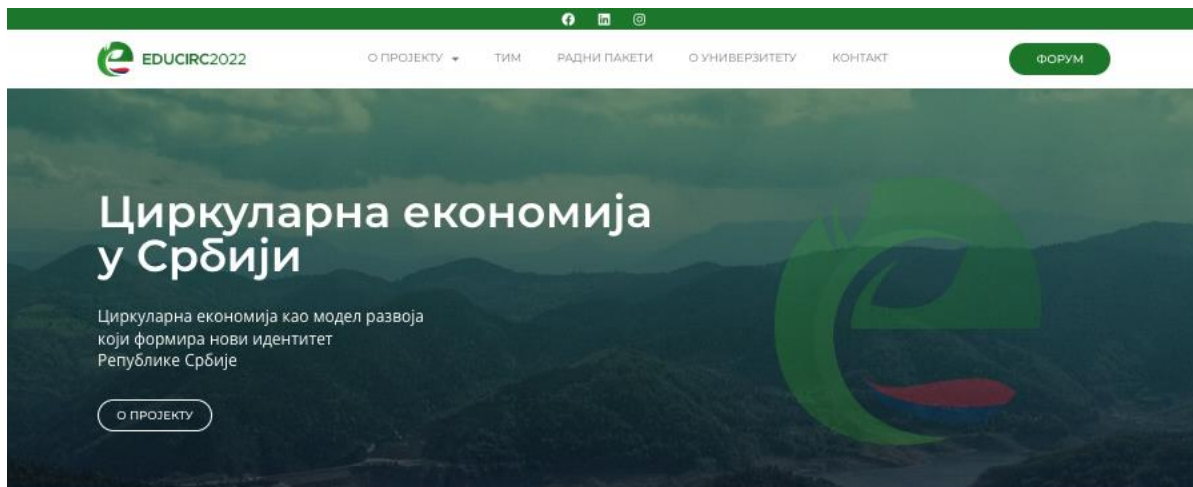 EDUCIRC2022
О ПРОЈЕКТУ
ТИМ
РАДНИ ПАКЕТИ
О УНИВЕРЗИТЕТУ
КОНТАКТ
ФОРУМ
Циркуларна економија
у Србији
Циркуларна економија као модел развоја
који формира нови идентитет
Републике Србије
О ПРОЈЕКТУ